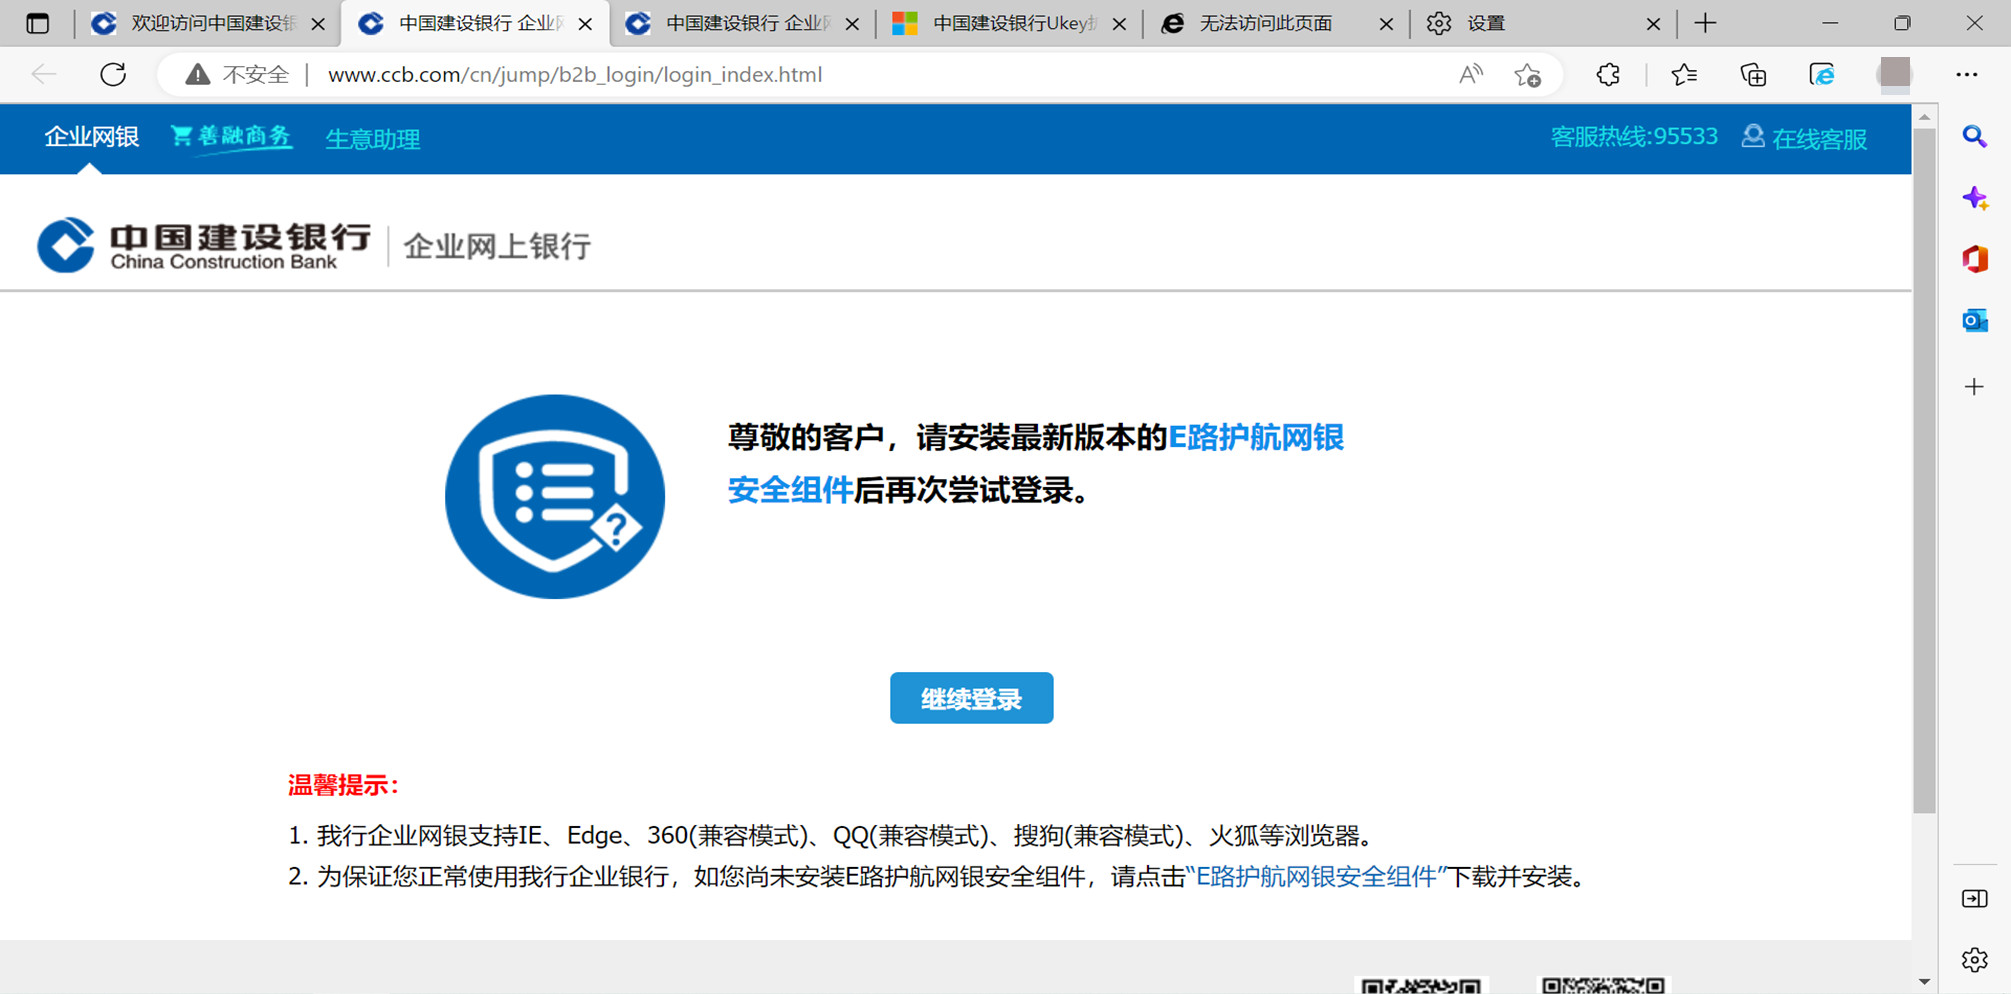 欢迎访问中国建设银
中国建设银行 企业
中国建设银行 企业
中国建设银行Ukey
无法访问此页面
设置
不安全
www.ccb.com/cn/jump/b2b_login/login_index.html
企业网银
善融商务
生意助理
客服热线:95533
在线客服
中国建设银行
China Construction Bank
企业网上银行
尊敬的客户，请安装最新版本的E路护航网银
安全组件后再次尝试登录。
继续登录
温馨提示：
1. 我行企业网银支持IE、Edge、360(兼容模式)、QQ(兼容模式)、搜狗(兼容模式)、火狐等浏览器。
2. 为保证您正常使用我行企业银行，如您尚未安装E路护航网银安全组件，请点击“E路护航网银安全组件”下载并安装。